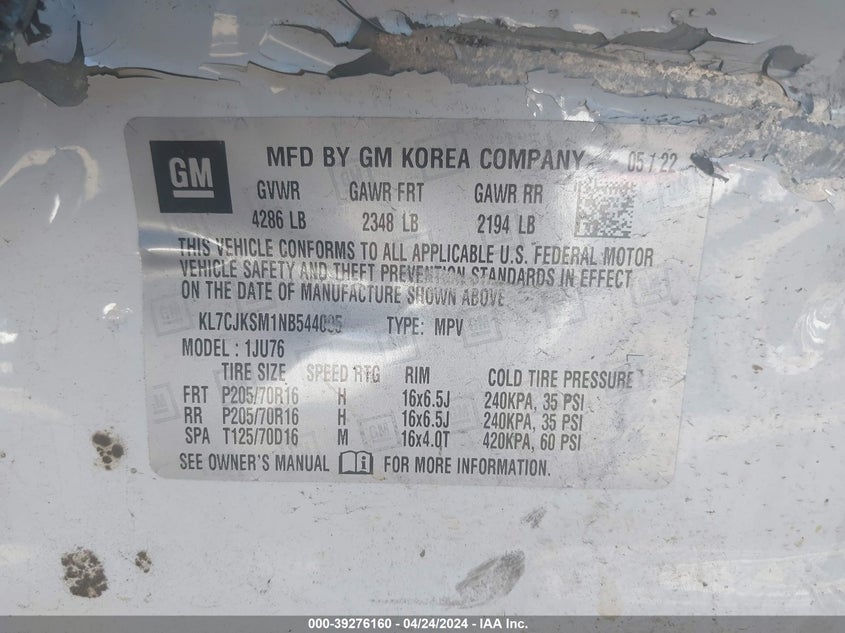 GM MFD BY GM KOREA COMPANY 05/22
GVWR GAWR FRT GAWR RR
4286 LB 2348 LB 2194 LB
THIS VEHICLE CONFORMS TO ALL APPLICABLE U.S. FEDERAL MOTOR
VEHICLE SAFETY AND THEFT PREVENTION STANDARDS IN EFFECT
ON THE DATE OF MANUFACTURE SHOWN ABOVE
TYPE: MPV
MODEL : 1JU76
TIRE SIZE SPEED RTG RIM COLD TIRE PRESSURE
FRT P205/70R16 H 16x6.5J 240KPA, 35 PSI
RR P205/70R16 H 16x6.5J 240KPA, 35 PSI
SPA T125/70D16 M 16x4.0T 420KPA, 60 PSI
SEE OWNER'S MANUAL FOR MORE INFORMATION.
000-39276160 - 04/24/2024 - IAA Inc.